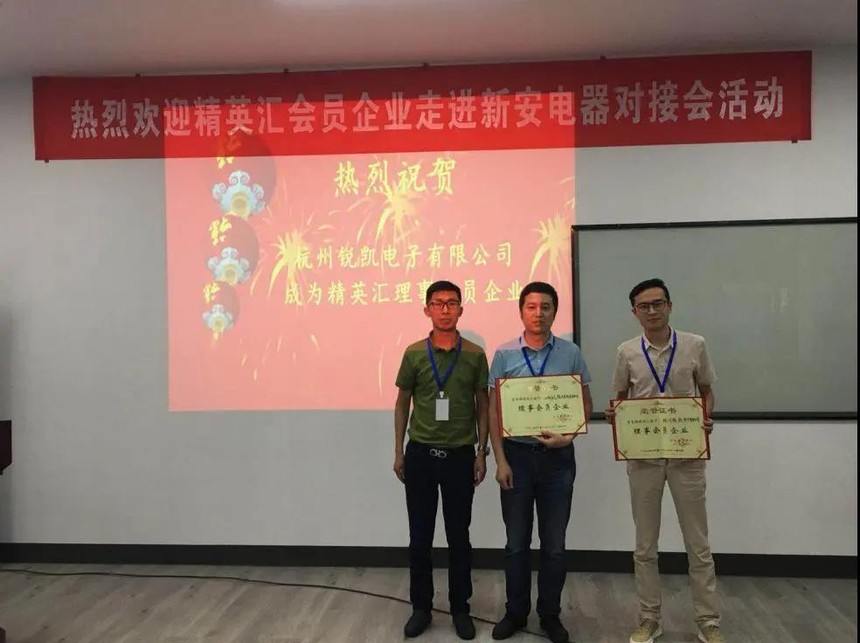 热烈欢迎精英汇会员企业走进新安电器对接会活动
热烈祝贺
杭州锐凯电子有限公司
成为精英汇理事会员企业
理事会员企业
荣誉证书
理事会员企业